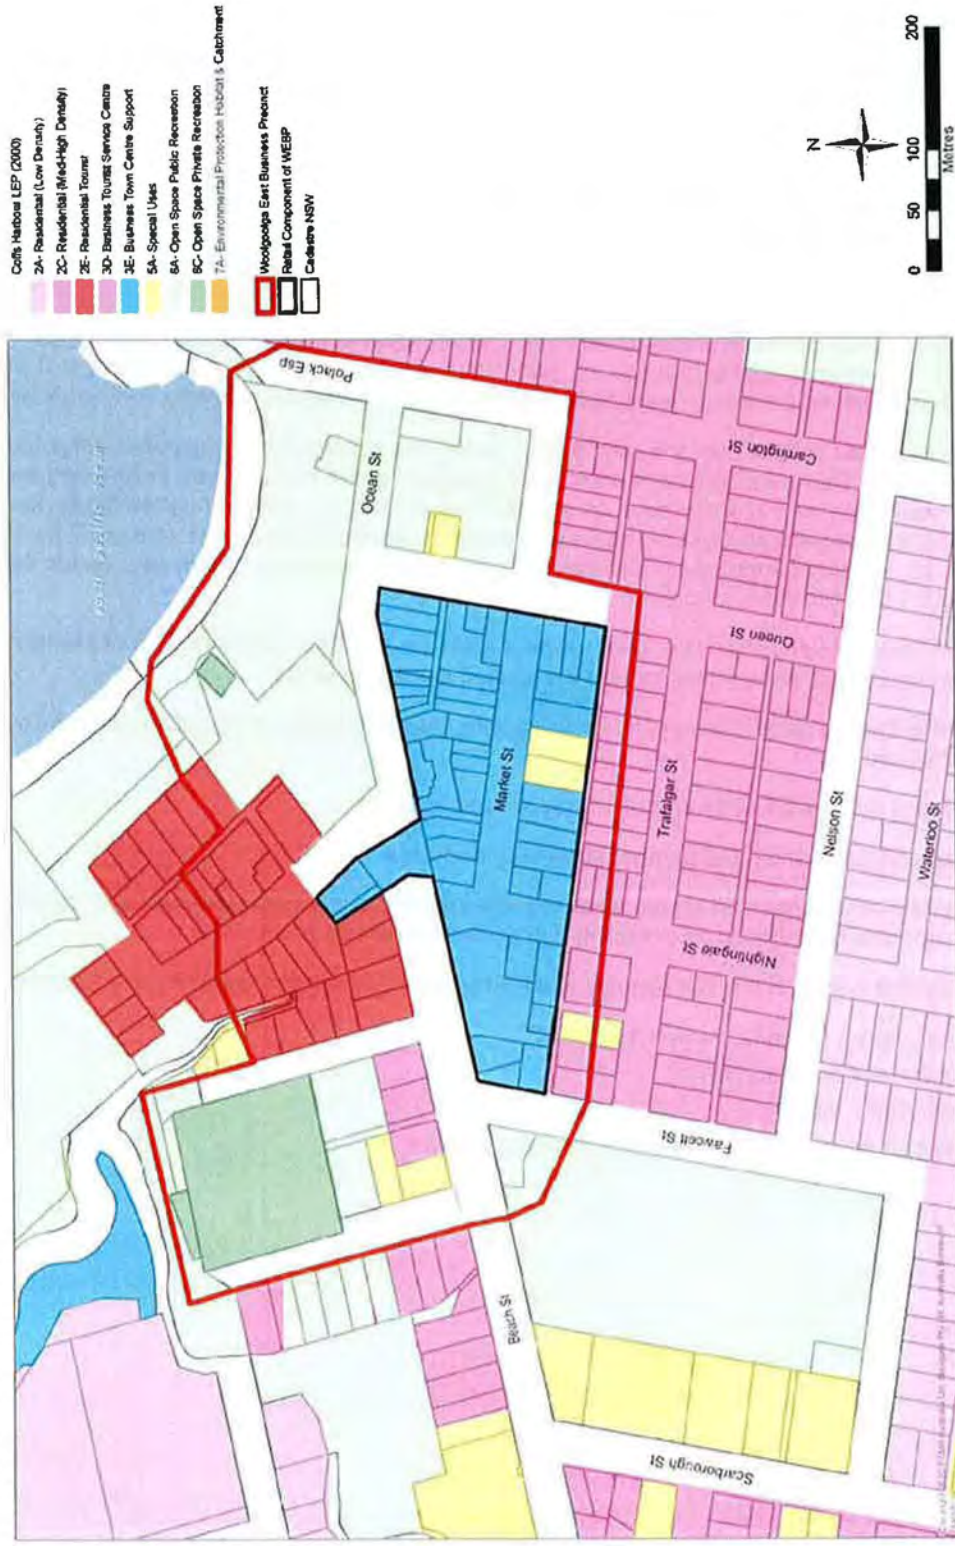 Coffs Harbour LEP (2000)
2A- Residential (Low Density)
2C- Residential (Med-High Density)
2E- Residential Tourist
3D- Business Tourist Service Centre
3E- Business Town Centre Support
5A- Special Uses
6A- Open Space Public Recreation
6C- Open Space Private Recreation
7A- Environmental Protection Habitat & Catchment
Woolgoolga East Business Precinct
Retail Component of WEBP
Cadastre NSW
N
0 50 100 200
Metres
Polack Esp
Ocean St
Carrington St
Market St
Queen St
Trafalgar St
Nelson St
Waterloo St
Nightingale St
Fawcett St
Beach St
Scarborough St